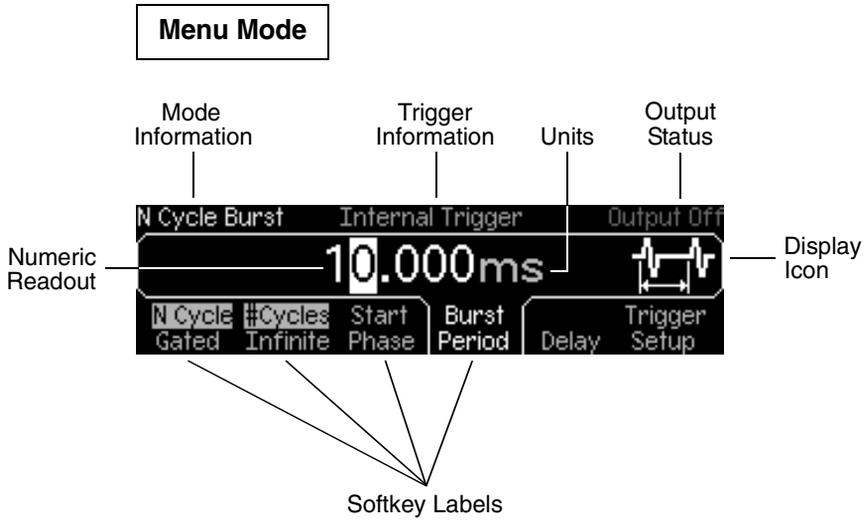 Menu Mode
Mode
Information
Trigger
Information
Units
Output
Status
N Cycle Burst Internal Trigger Output Off
Numeric
Readout
10.000ms
Display
Icon
N Cycle #Cycles Start Burst Trigger
Gated Infinite Phase Period Delay Setup
Softkey Labels